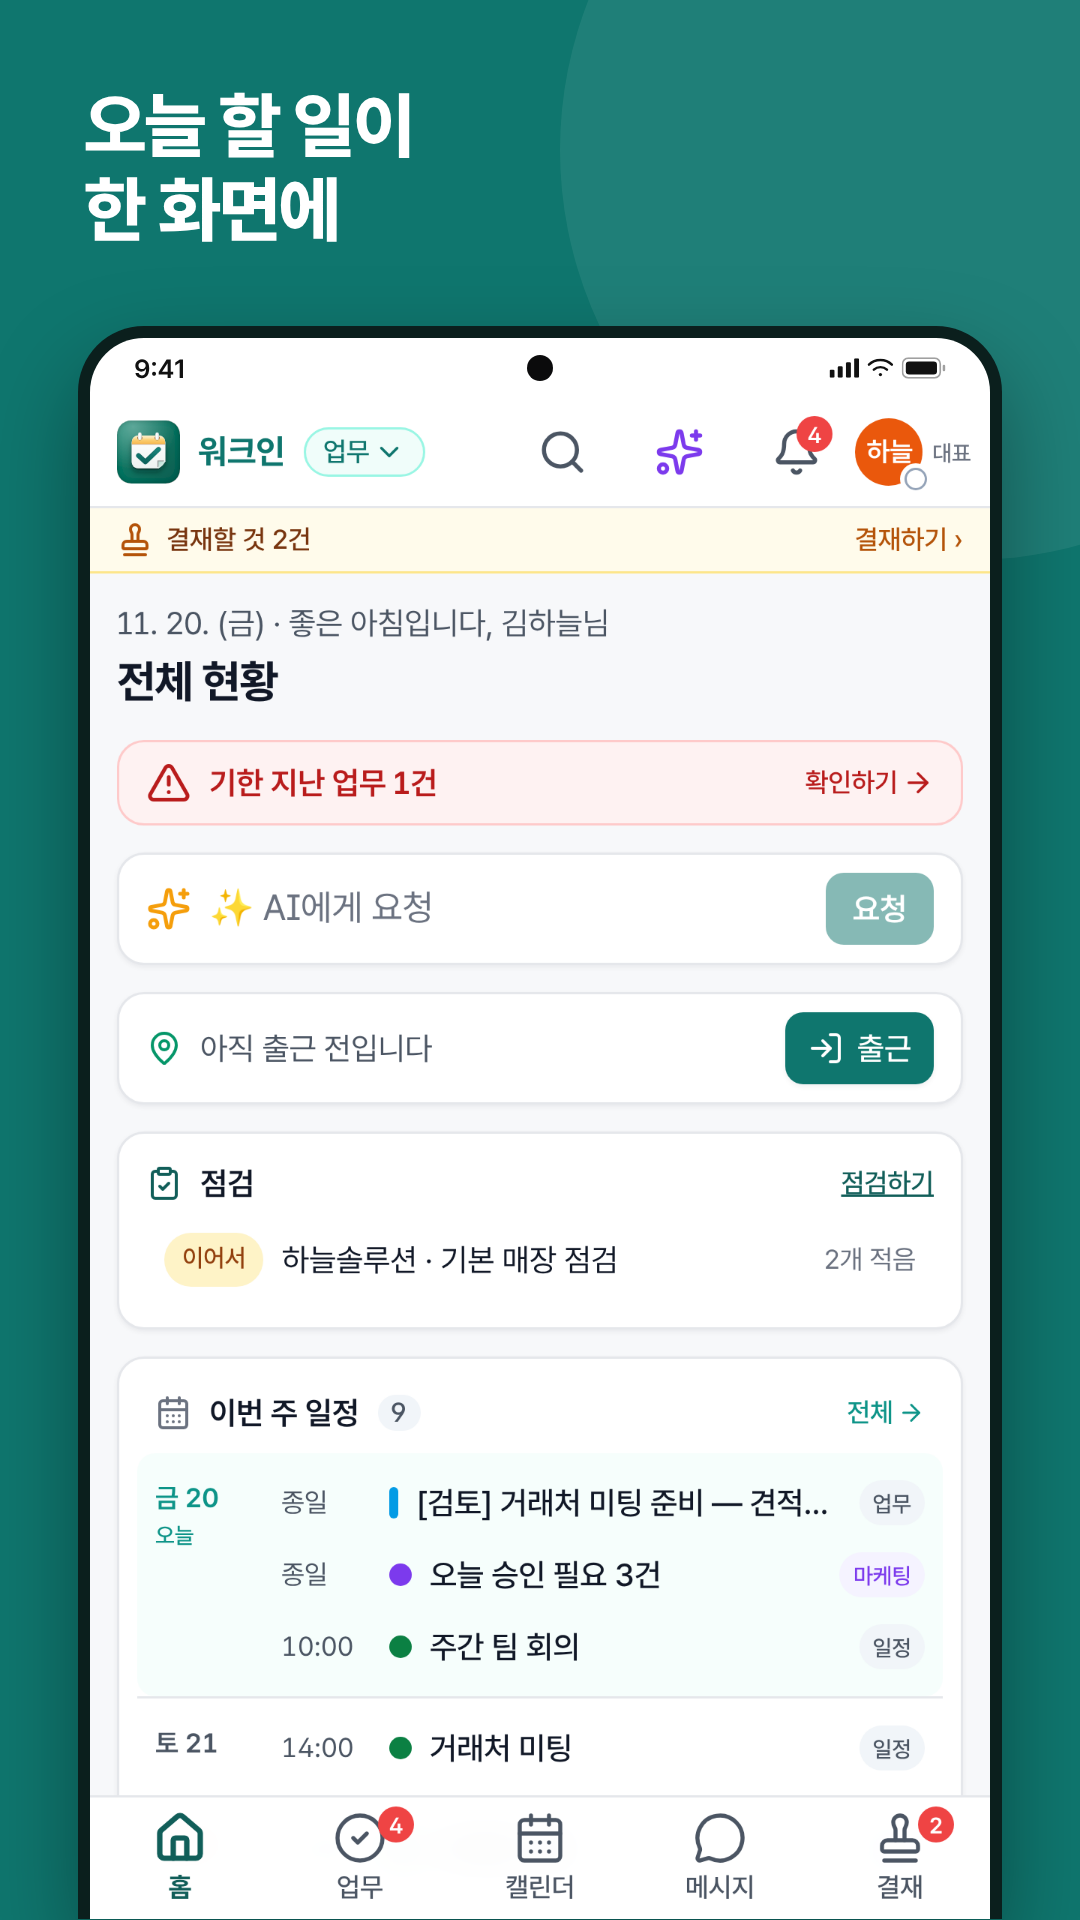 오늘 할 일이
한 화면에
9:41
워크인 업무
4
하늘 대표
결재할 것 2건 결재하기 ›
11. 20. (금) · 좋은 아침입니다, 김하늘님
전체 현황
기한 지난 업무 1건 확인하기 →
✨ AI에게 요청 요청
아직 출근 전입니다 출근
점검 점검하기
이어서 하늘솔루션 · 기본 매장 점검 2개 적음
이번 주 일정 9 전체 →
금 20 종일 [검토] 거래처 미팅 준비 — 견적... 업무
오늘
종일 오늘 승인 필요 3건 마케팅
10:00 주간 팀 회의 일정
토 21 14:00 거래처 미팅 일정
4 2
홈 업무 캘린더 메시지 결재